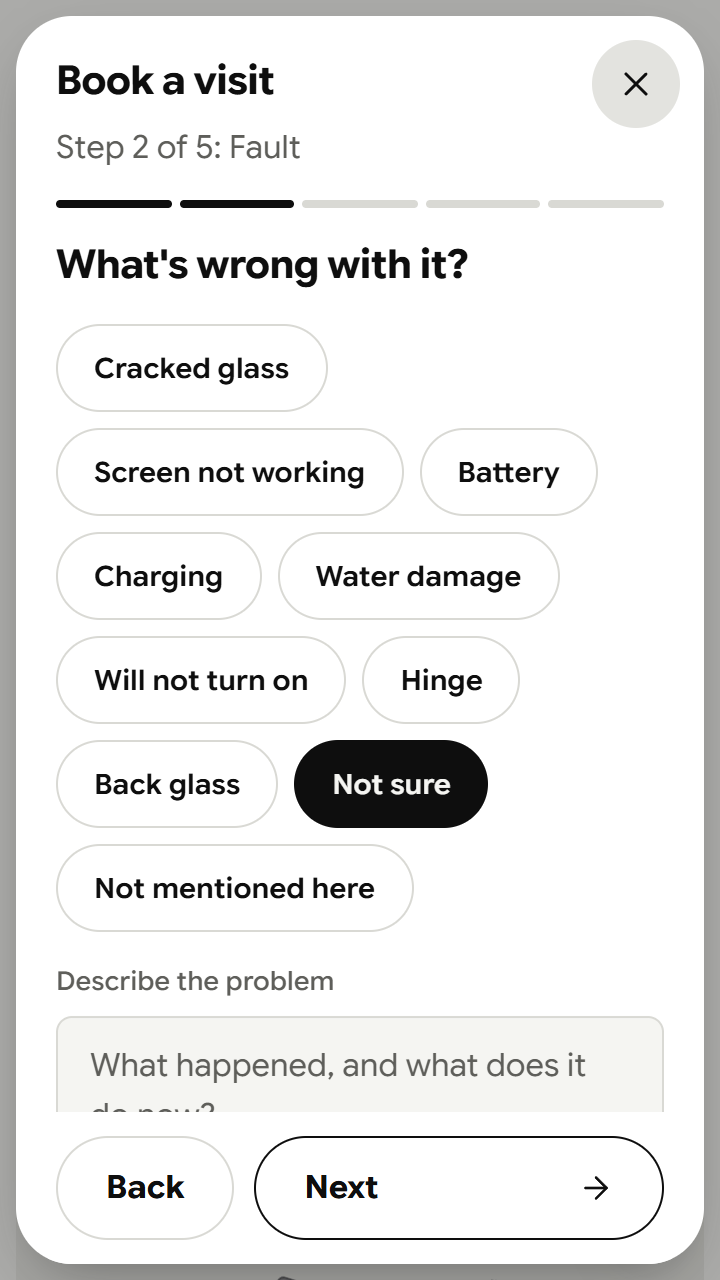 Book a visit
Step 2 of 5: Fault
What's wrong with it?
Cracked glass
Screen not working
Battery
Charging
Water damage
Will not turn on
Hinge
Back glass
Not sure
Not mentioned here
Describe the problem
What happened, and what does it
do now?
Back
Next